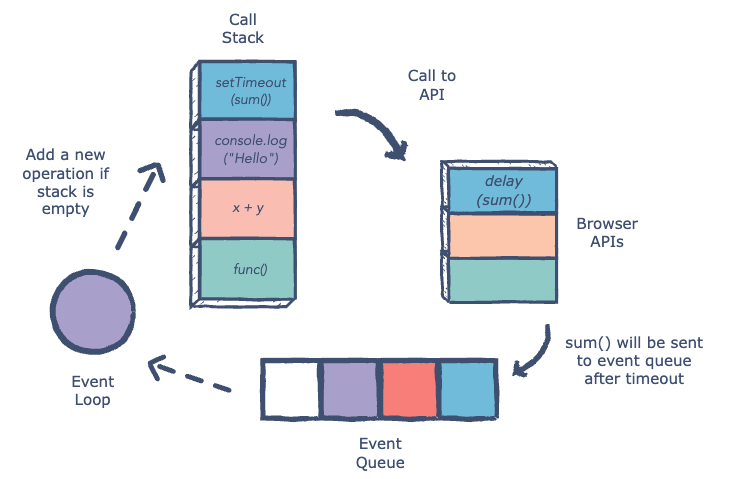 Call
Stack
setTimeout
(sum())
console.log
("Hello")
x + y
func()
Call to
API
delay
(sum())
Browser
APIs
sum() will be sent
to event queue
after timeout
Event
Queue
Event
Loop
Add a new
operation if
stack is
empty